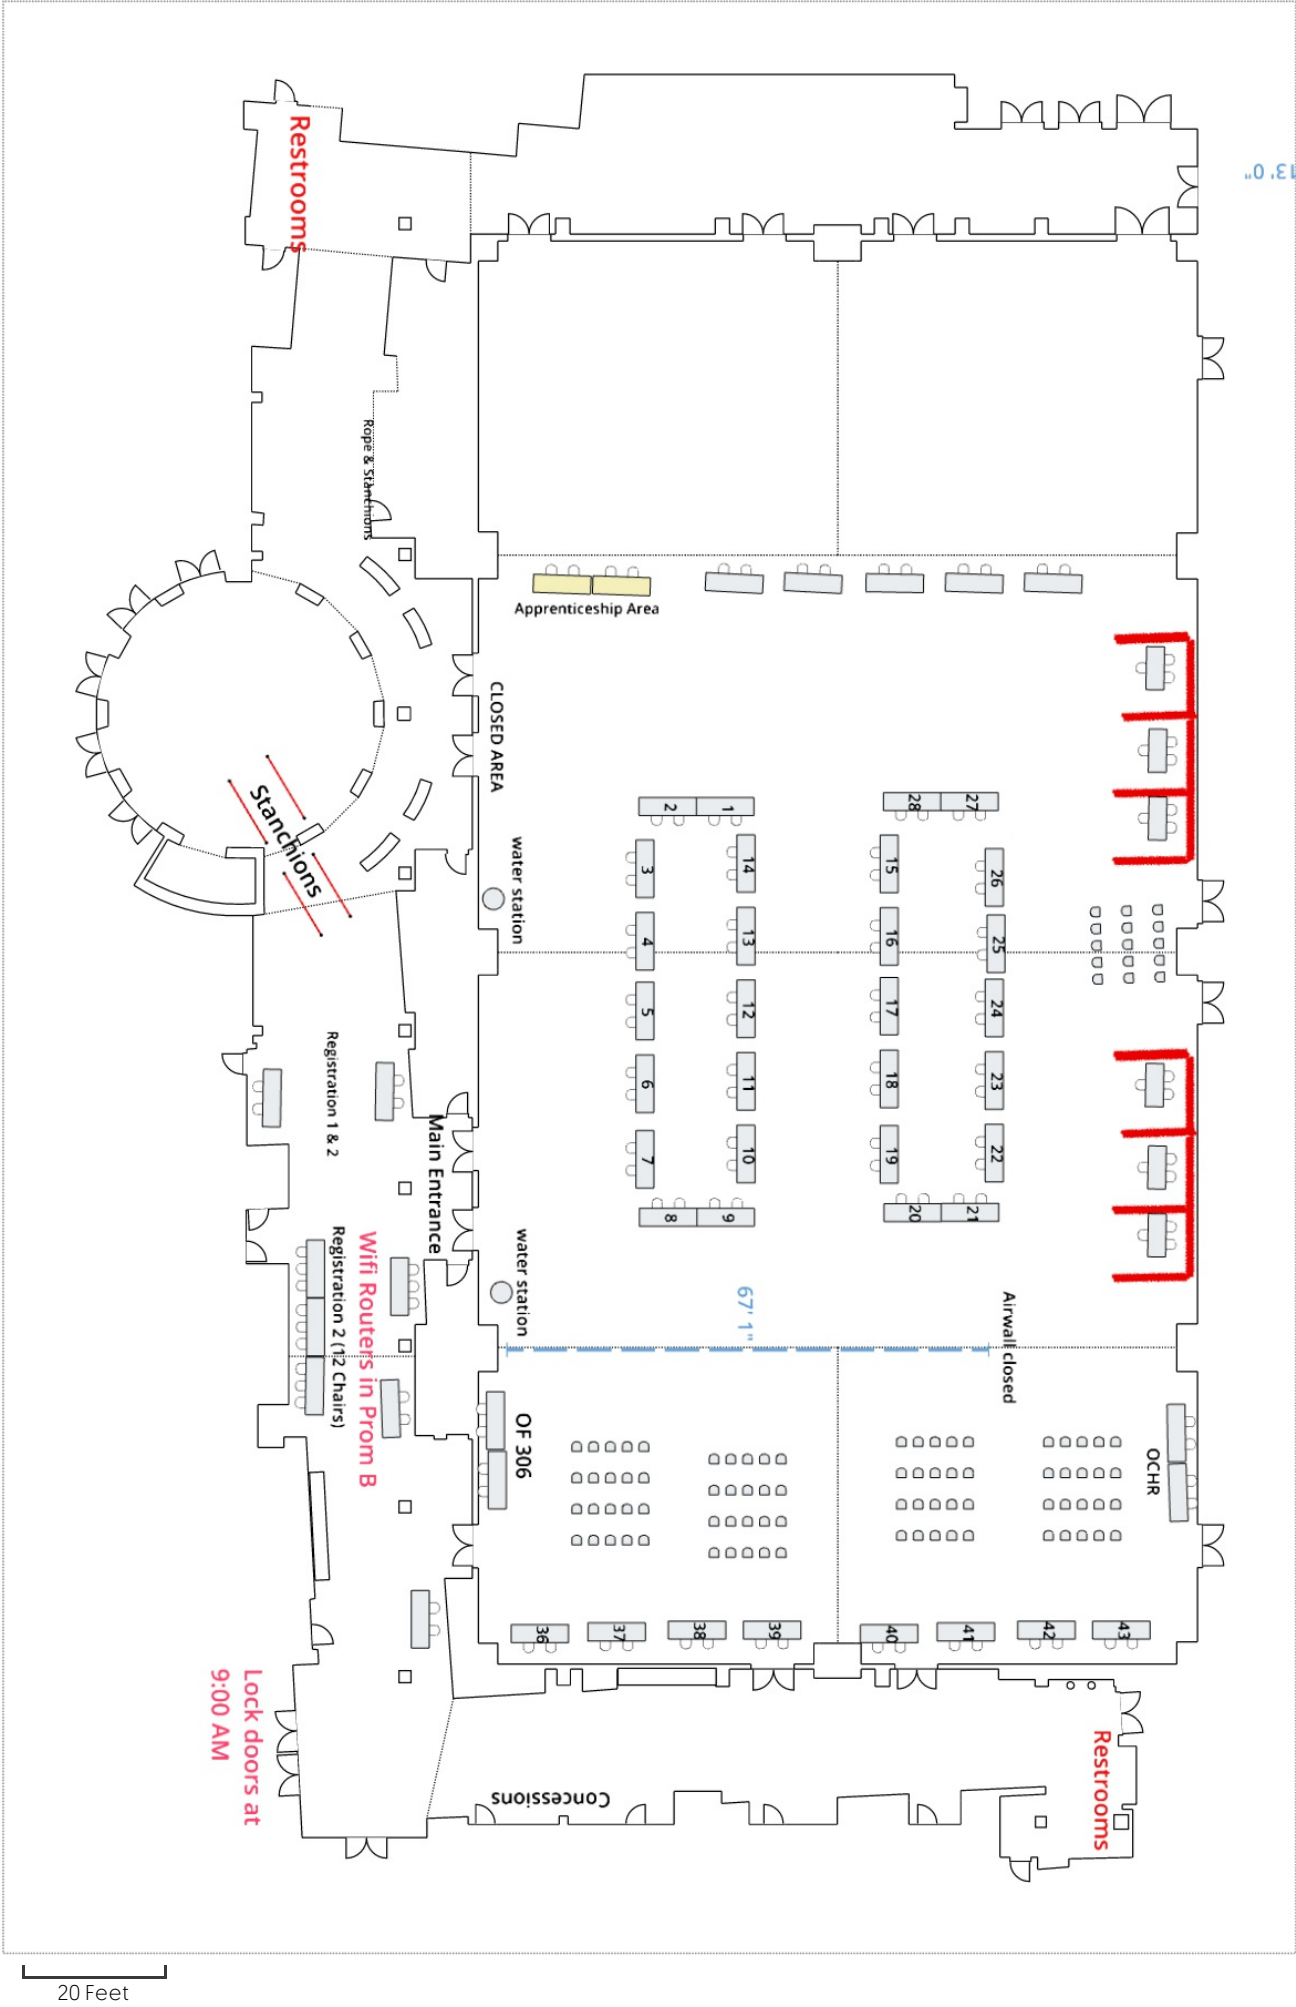 Restrooms
13' 0"
Rope & Stanchions
Apprenticeship Area
CLOSED AREA
Stanchions
water station
2
1
28
27
3
14
15
26
4
13
16
25
5
12
17
24
6
11
18
23
7
10
19
22
8
9
20
21
Registration 1 & 2
Main Entrance
water station
67' 1"
Airwall closed
Registration 2 (12 Chairs)
Wifi Routers in Prom B
OF 306
OCHR
36
37
38
39
40
41
42
43
Lock doors at
9:00 AM
Concessions
Restrooms
20 Feet